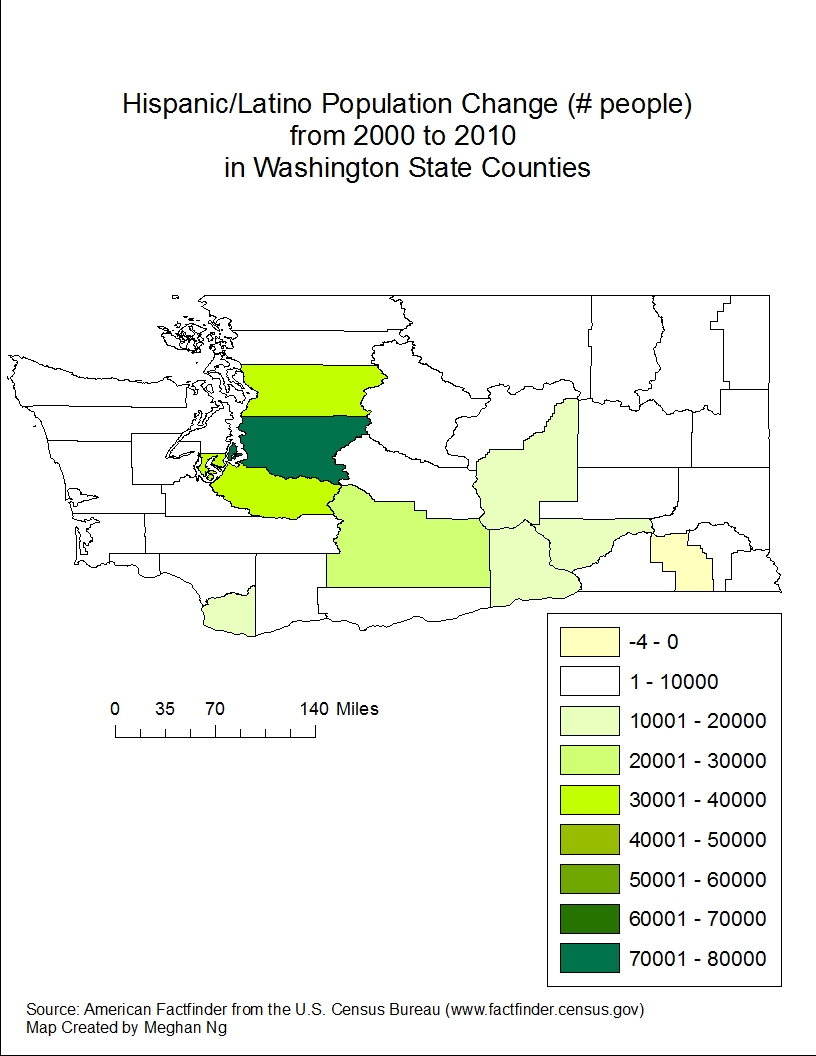 Hispanic/Latino Population Change (# people)
from 2000 to 2010
in Washington State Counties
-4 - 0
1 - 10000
10001 - 20000
20001 - 30000
30001 - 40000
40001 - 50000
50001 - 60000
60001 - 70000
70001 - 80000
0 35 70 140 Miles
Source: American Factfinder from the U.S. Census Bureau (www.factfinder.census.gov)
Map Created by Meghan Ng